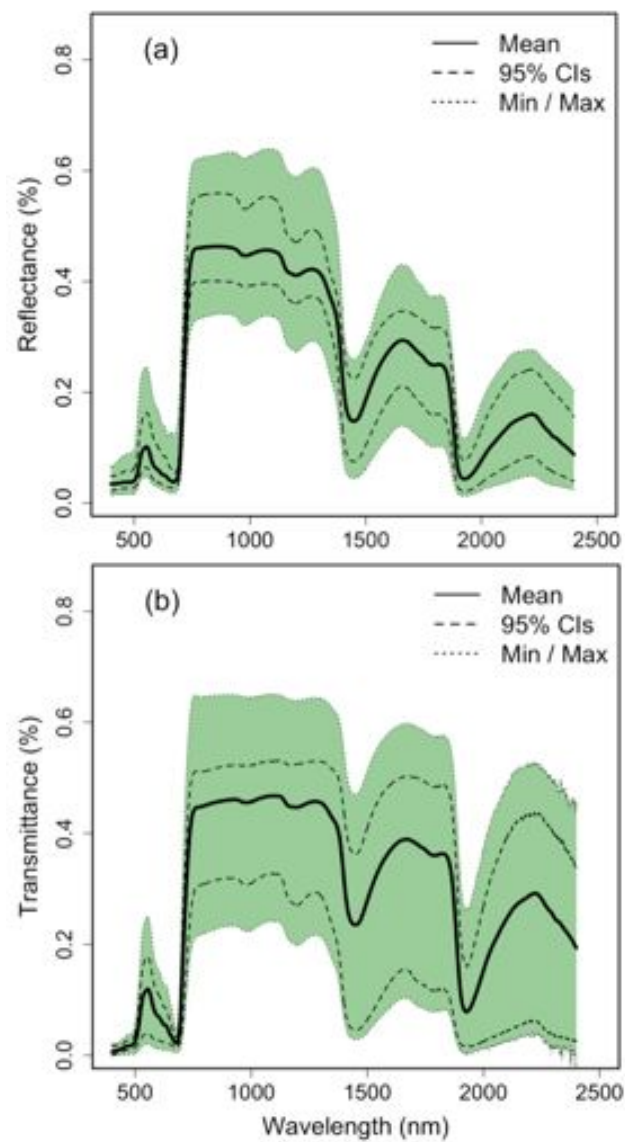 (a)
Mean
95% CIs
Min / Max
Reflectance (%)
0.8
0.6
0.4
0.2
0.0
500 1000 1500 2000 2500
(b)
Mean
95% CIs
Min / Max
Transmittance (%)
0.8
0.6
0.4
0.2
0.0
500 1000 1500 2000 2500
Wavelength (nm)